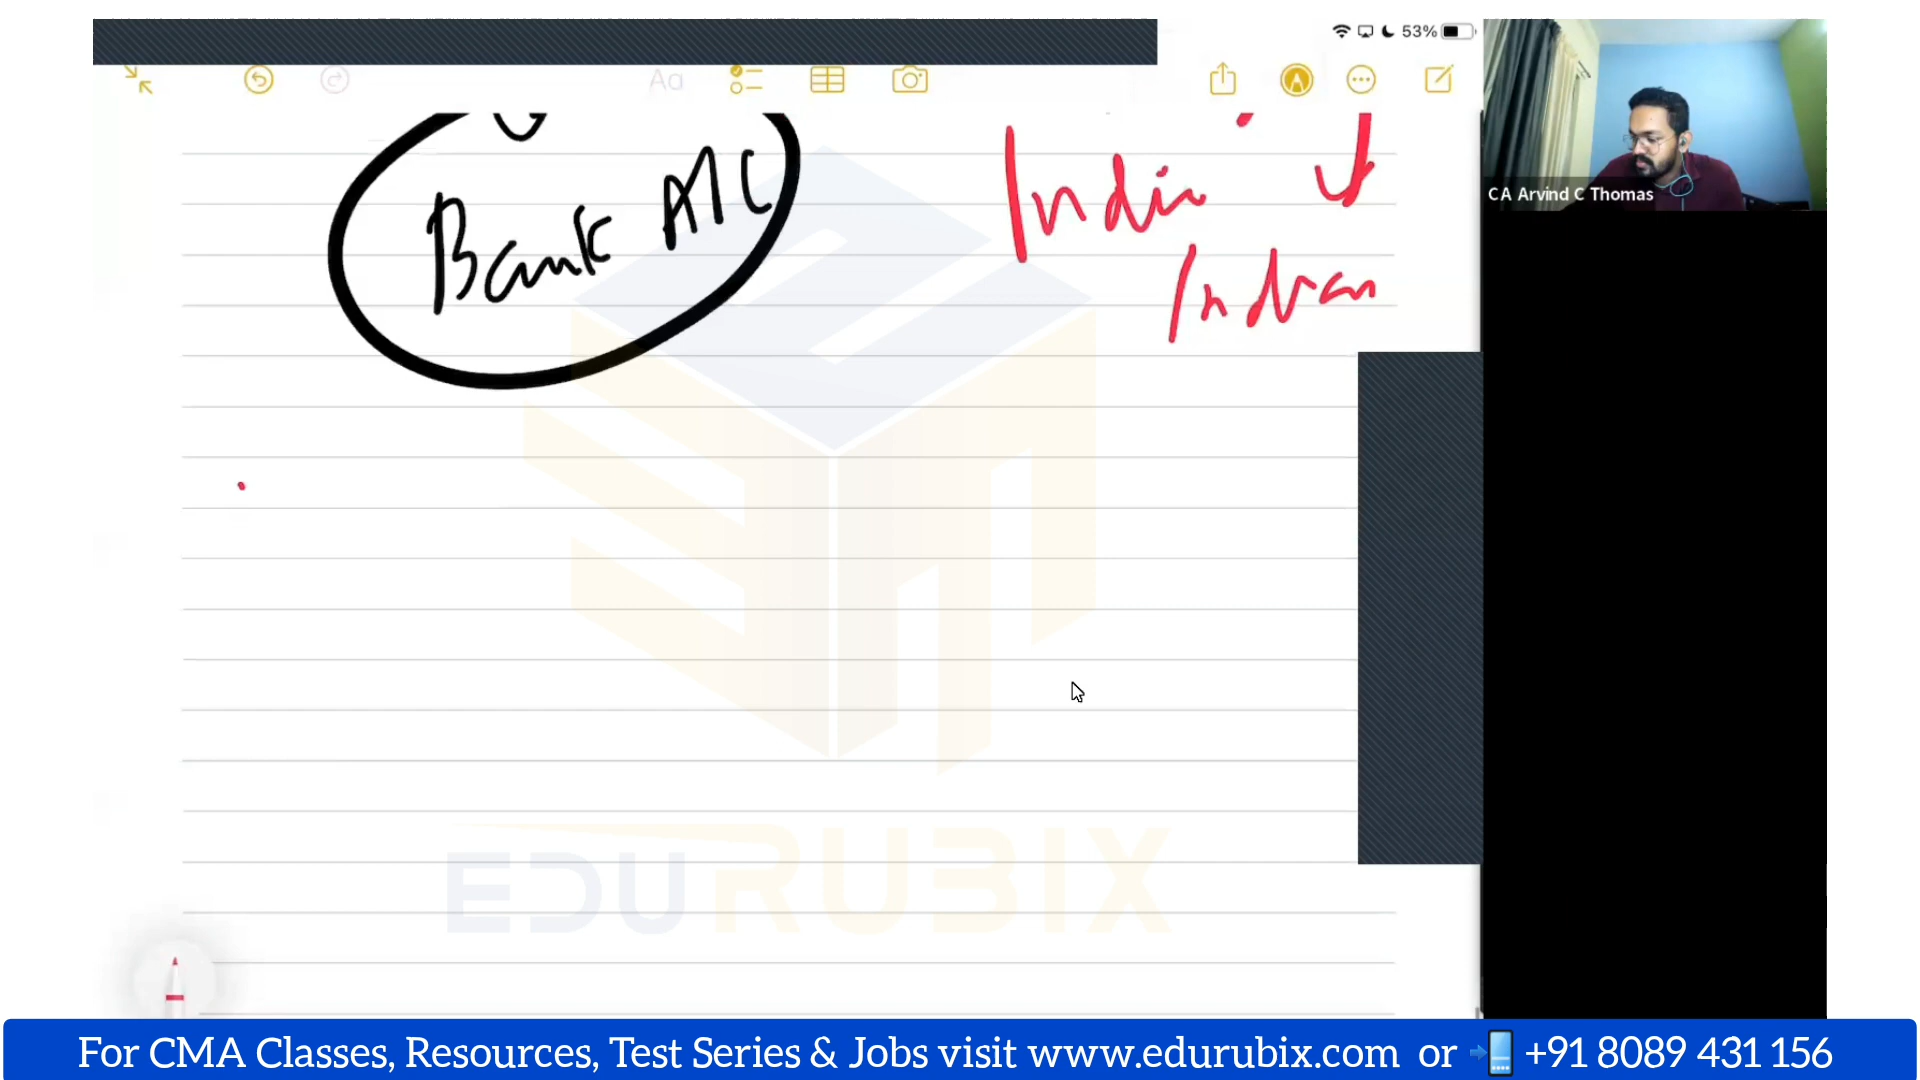 53%
Aa
Bank A/C
India
Indian
CA Arvind C Thomas
EDURUBIX
For CMA Classes, Resources, Test Series & Jobs visit www.edurubix.com or +91 8089 431 156